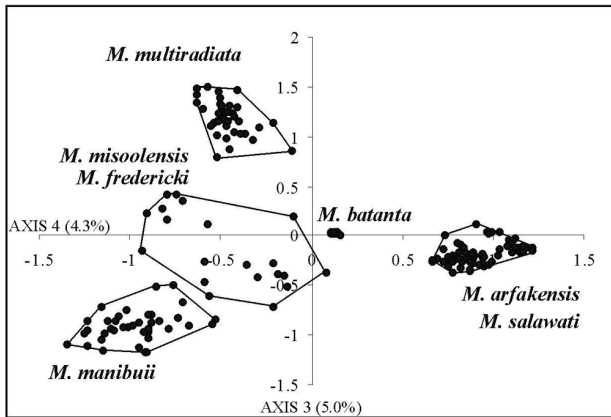 2
M. multiradiata
1.5
1
M. misoolensis
M. fredericki
0.5
M. batanta
AXIS 4 (4.3%)
0
-1.5
-1
-0.5
0
0.5
1
1.5
-0.5
M. arfakensis
M. salawati
-1
M. manibuii
-1.5
AXIS 3 (5.0%)